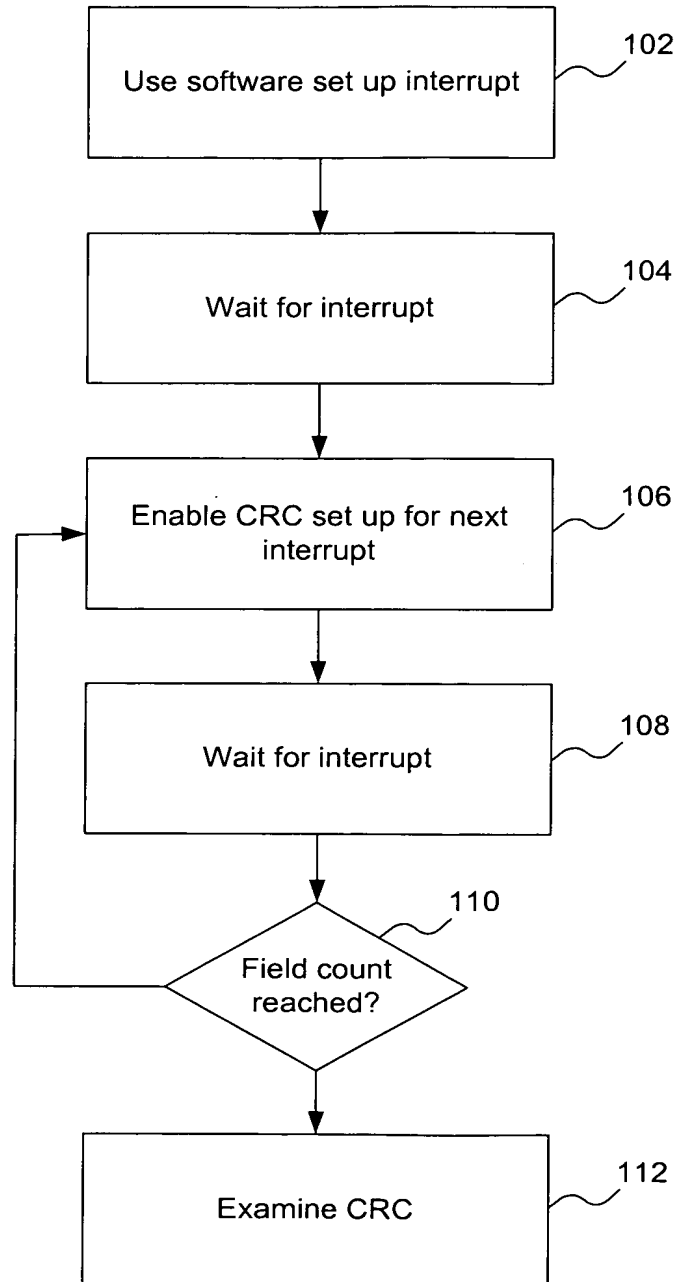 Use software set up interrupt
102
Wait for interrupt
104
Enable CRC set up for next
interrupt
106
Wait for interrupt
108
Field count
reached?
110
Examine CRC
112